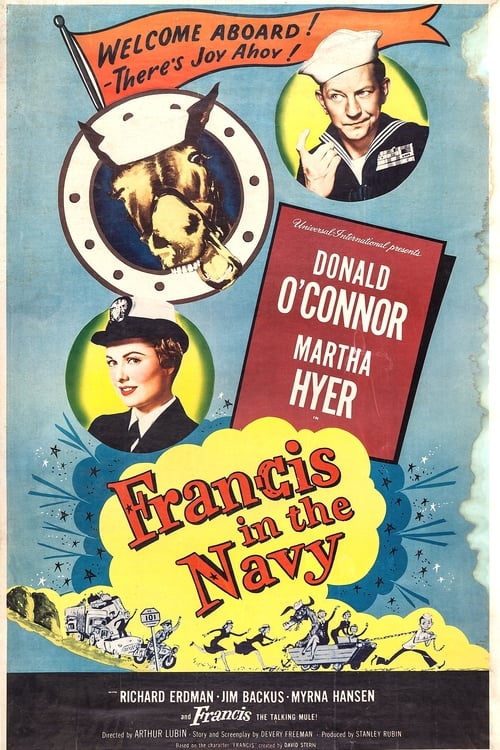 WELCOME ABOARD!
-THERE'S JOY AHOY!
Universal-International presents
DONALD
O'CONNOR
MARTHA
HYER
IN
Francis
in the
Navy
101
RICHARD ERDMAN · JIM BACKUS · MYRNA HANSEN
and Francis THE TALKING MULE!
Directed by ARTHUR LUBIN · Story and Screenplay by DEVERY FREEMAN · Produced by STANLEY RUBIN
Based on the character "FRANCIS" created by DAVID STERN